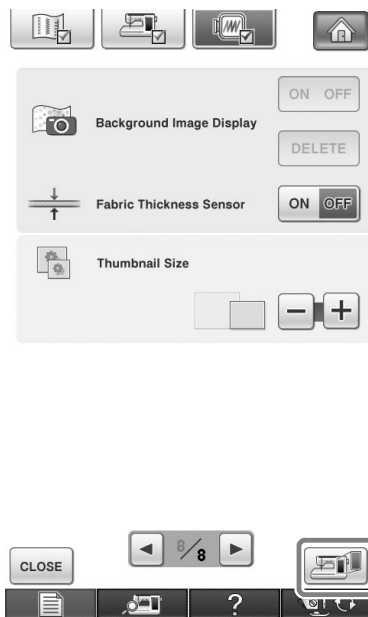 ON OFF
Background Image Display
DELETE
Fabric Thickness Sensor
ON OFF
Thumbnail Size
− +
8/8
CLOSE
?